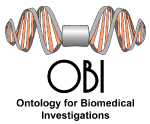 OBI
Ontology for Biomedical
Investigations